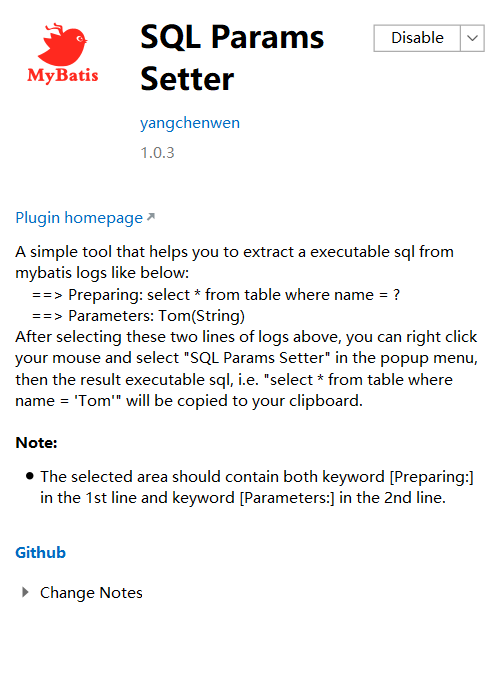 MyBatis
SQL Params
Setter
Disable
yangchenwen
1.0.3
Plugin homepage
A simple tool that helps you to extract a executable sql from
mybatis logs like below:
==> Preparing: select * from table where name = ?
==> Parameters: Tom(String)
After selecting these two lines of logs above, you can right click
your mouse and select "SQL Params Setter" in the popup menu,
then the result executable sql, i.e. "select * from table where
name = 'Tom'" will be copied to your clipboard.
Note:
● The selected area should contain both keyword [Preparing:]
in the 1st line and keyword [Parameters:] in the 2nd line.
Github
Change Notes